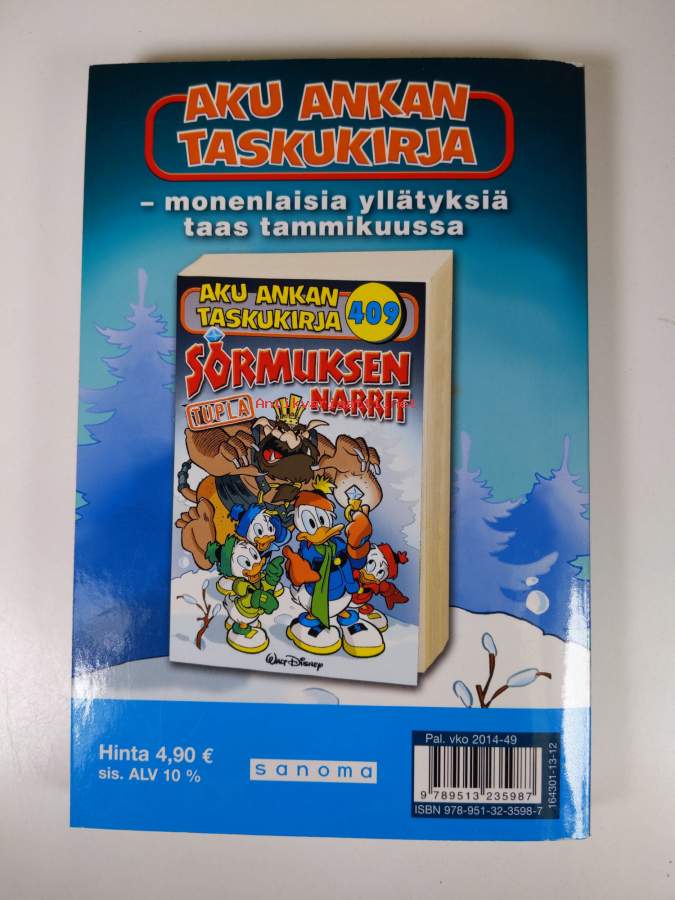 AKU ANKAN
TASKUKIRJA
– monenlaisia yllätyksiä
taas tammikuussa
AKU ANKAN
TASKUKIRJA 409
SORMUKSEN
TUPLA NARRIT
WALT DISNEY
Hinta 4,90 €
sis. ALV 10 %
sanoma
Pal. vko 2014-49
9 789513 235987
ISBN 978-951-32-3598-7
164301-13-12